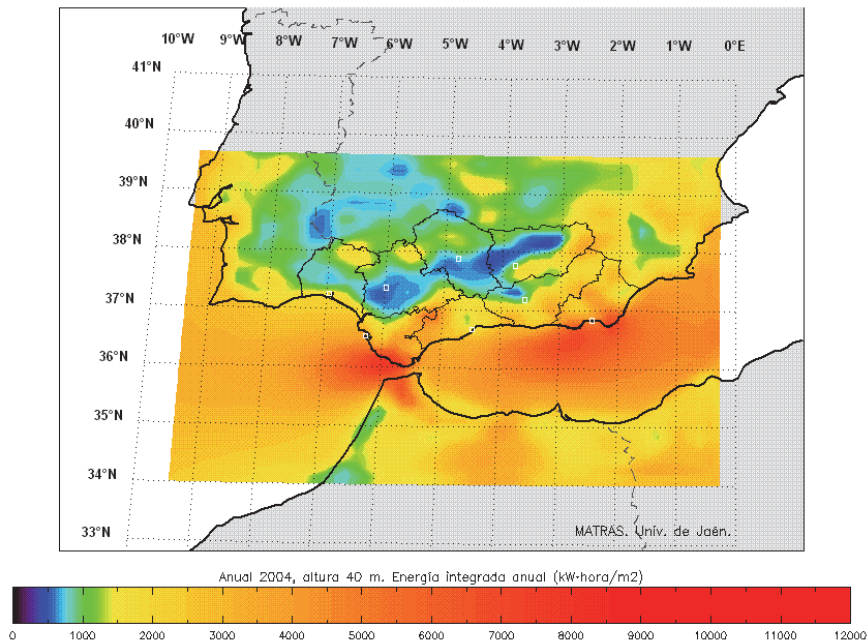 10°W 9°W 8°W 7°W 6°W 5°W 4°W 3°W 2°W 1°W 0°E
41°N
40°N
39°N
38°N
37°N
36°N
35°N
34°N
33°N
MATRAS. Univ. de Jaén.
Anual 2004, altura 40 m. Energía integrada anual (kW·hora/m2)
0 1000 2000 3000 4000 5000 6000 7000 8000 9000 10000 11000 12000